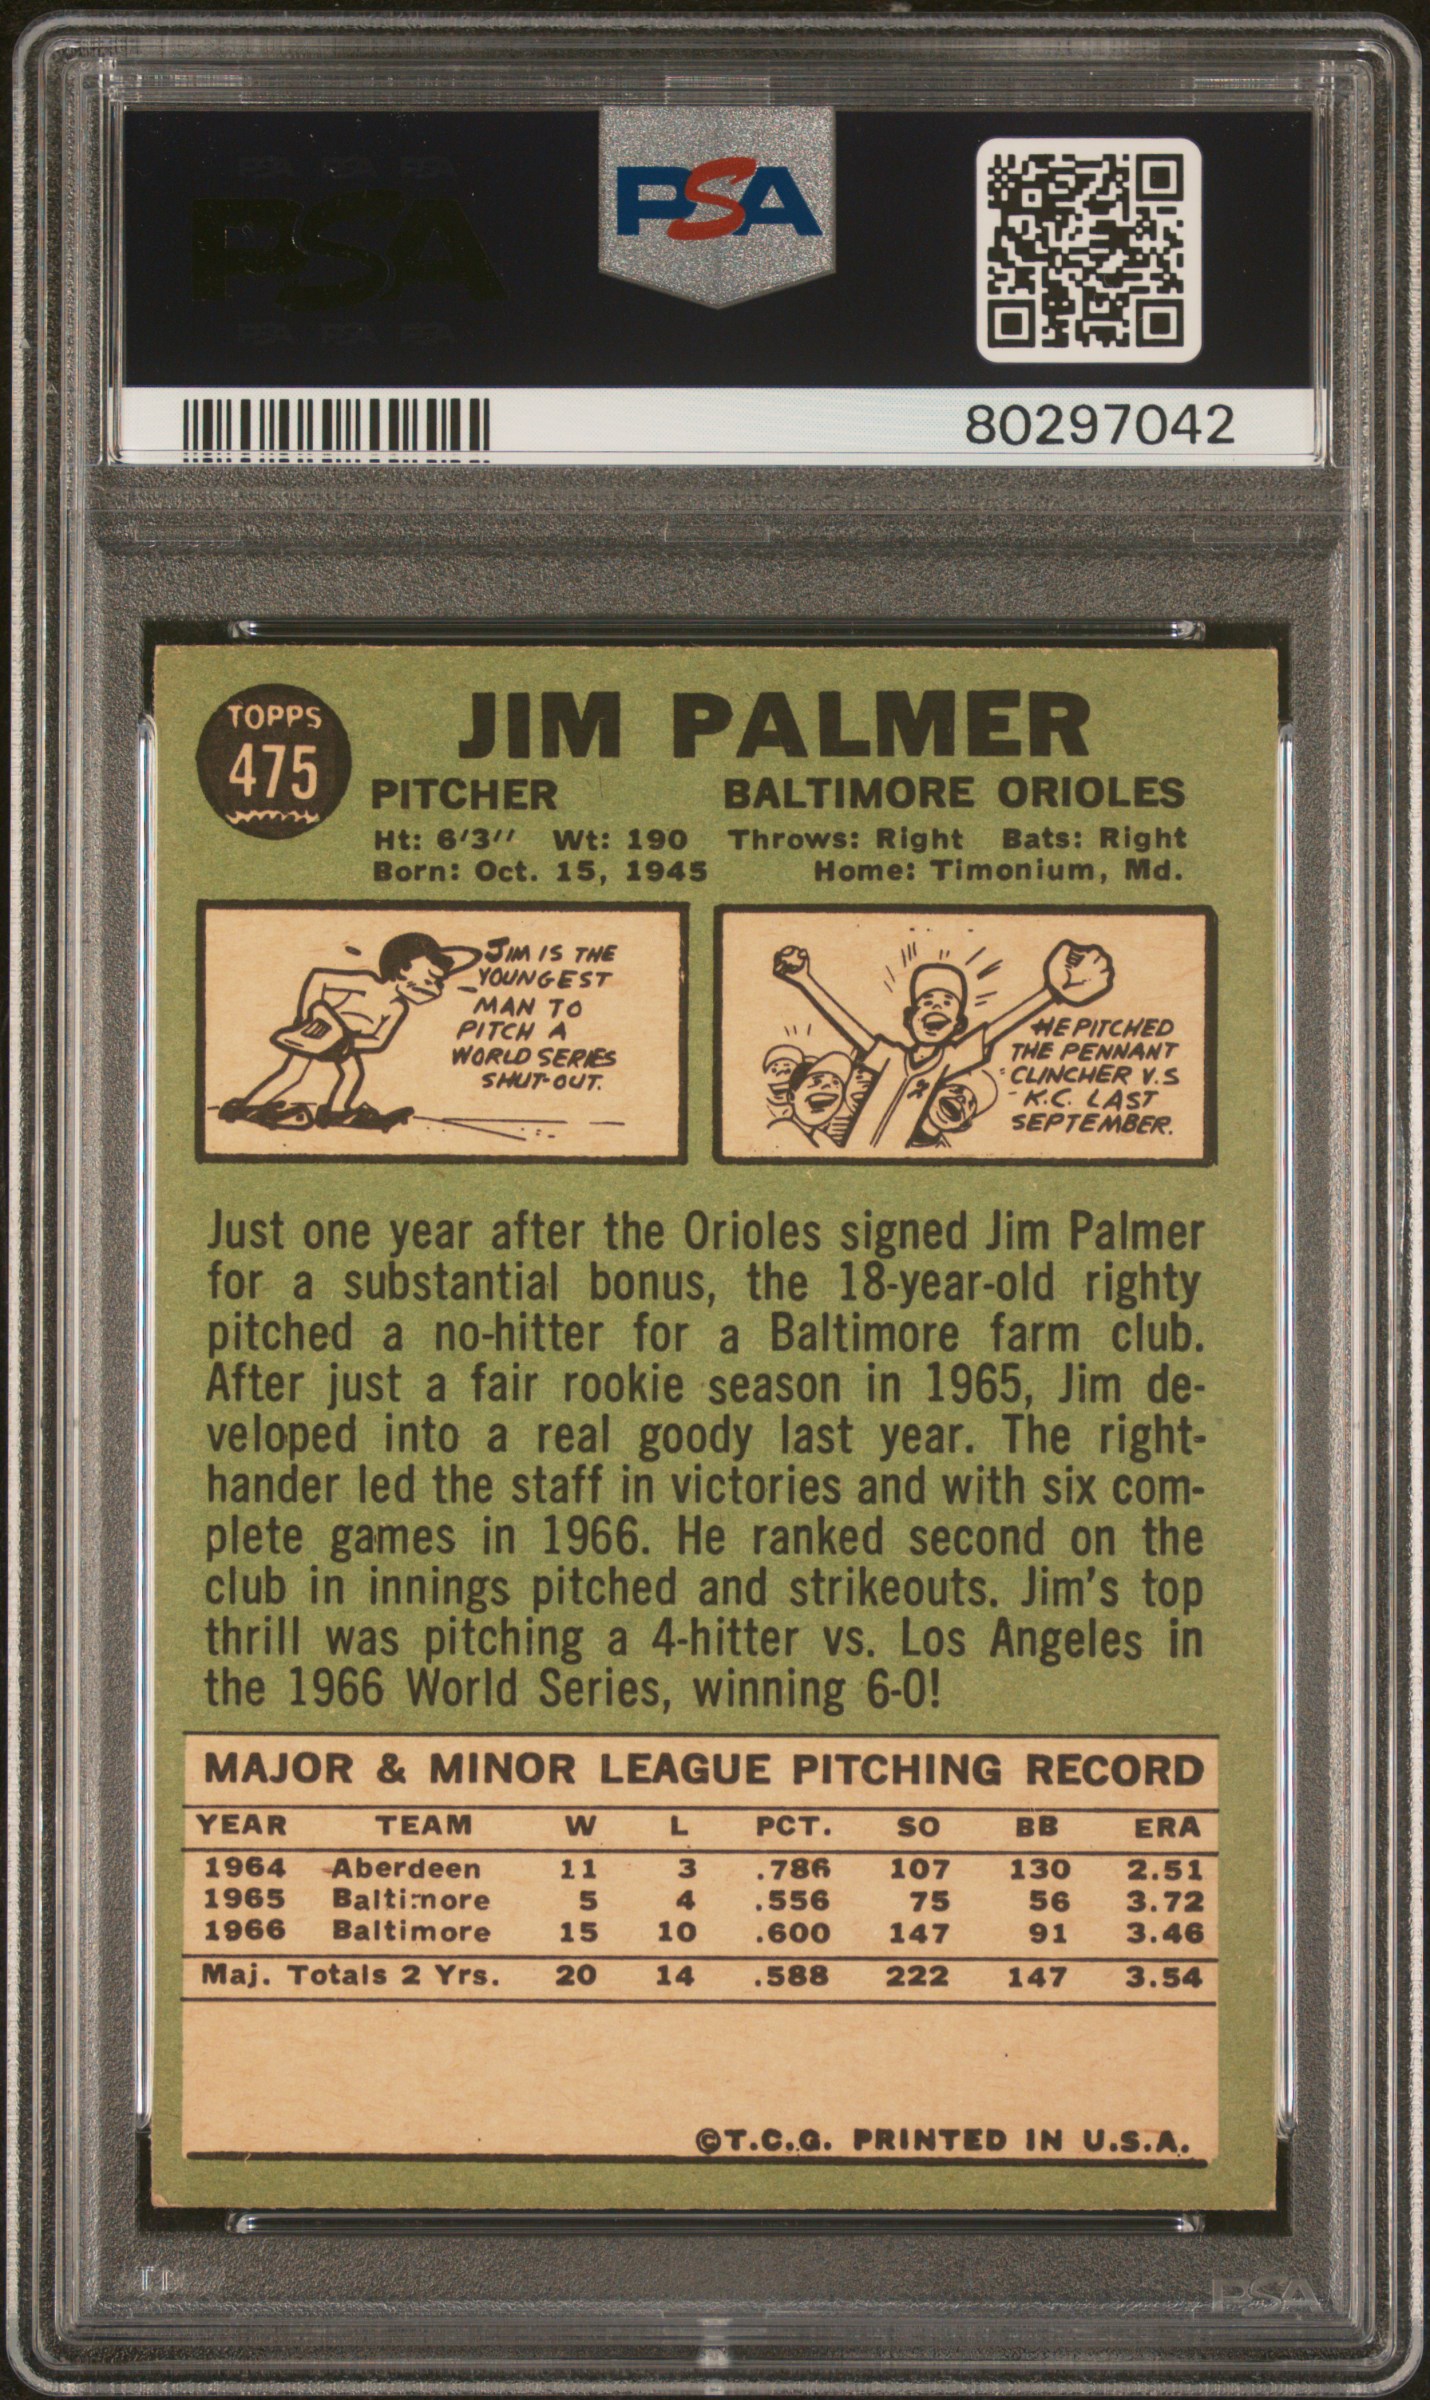 PSA PSA PSA
PSA
PSA PSA PSA
PSA
80297042
TOPPS
475
JIM PALMER
PITCHER BALTIMORE ORIOLES
Ht: 6'3" Wt: 190 Throws: Right Bats: Right
Born: Oct. 15, 1945 Home: Timonium, Md.
JIM IS THE
YOUNGEST
MAN TO
PITCH A
WORLD SERIES
SHUT-OUT.
HE PITCHED
THE PENNANT
CLINCHER V.S
K.C. LAST
SEPTEMBER.
Just one year after the Orioles signed Jim Palmer
for a substantial bonus, the 18-year-old righty
pitched a no-hitter for a Baltimore farm club.
After just a fair rookie season in 1965, Jim de-
veloped into a real goody last year. The right-
hander led the staff in victories and with six com-
plete games in 1966. He ranked second on the
club in innings pitched and strikeouts. Jim's top
thrill was pitching a 4-hitter vs. Los Angeles in
the 1966 World Series, winning 6-0!
MAJOR & MINOR LEAGUE PITCHING RECORD
YEAR TEAM W L PCT. SO BB ERA
1964 Aberdeen 11 3 .786 107 130 2.51
1965 Baltimore 5 4 .556 75 56 3.72
1966 Baltimore 15 10 .600 147 91 3.46
Maj. Totals 2 Yrs. 20 14 .588 222 147 3.54
©T.C.G. PRINTED IN U.S.A.
PSA